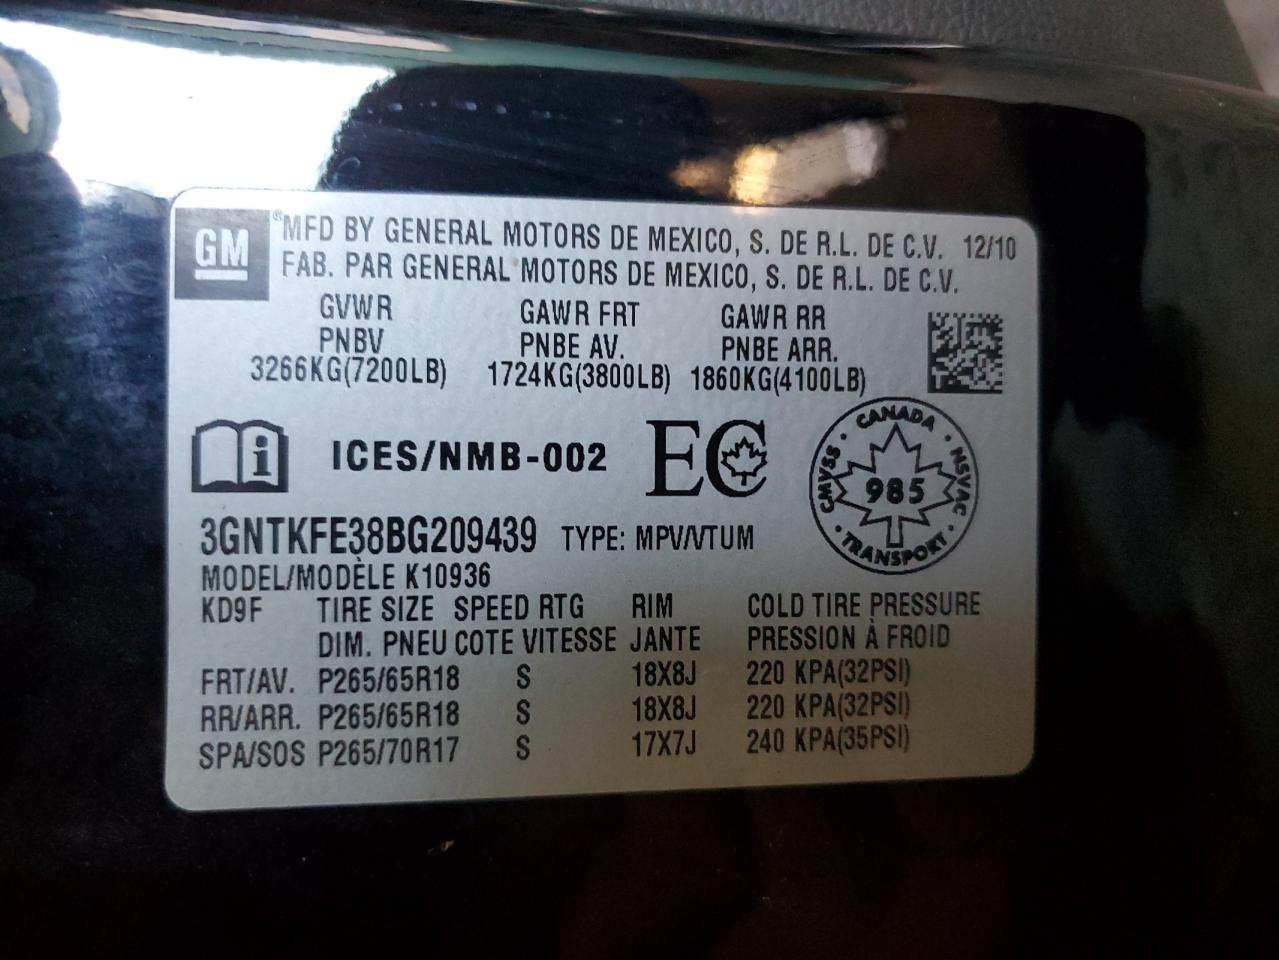 GM
®MFD BY GENERAL MOTORS DE MEXICO, S. DE R.L. DE C.V. 12/10
FAB. PAR GENERAL MOTORS DE MEXICO, S. DE R.L. DE C.V.
GVWR GAWR FRT GAWR RR
PNBV PNBE AV. PNBE ARR.
3266KG(7200LB) 1724KG(3800LB) 1860KG(4100LB)
i ICES/NMB-002 EC
CANADA
CMVSS 985 NSVAC
TRANSPORT
3GNTKFE38BG209439 TYPE: MPV/VTUM
MODEL/MODÈLE K10936
KD9F TIRE SIZE SPEED RTG RIM COLD TIRE PRESSURE
DIM. PNEU COTE VITESSE JANTE PRESSION À FROID
FRT/AV. P265/65R18 S 18X8J 220 KPA(32PSI)
RR/ARR. P265/65R18 S 18X8J 220 KPA(32PSI)
SPA/SOS P265/70R17 S 17X7J 240 KPA(35PSI)